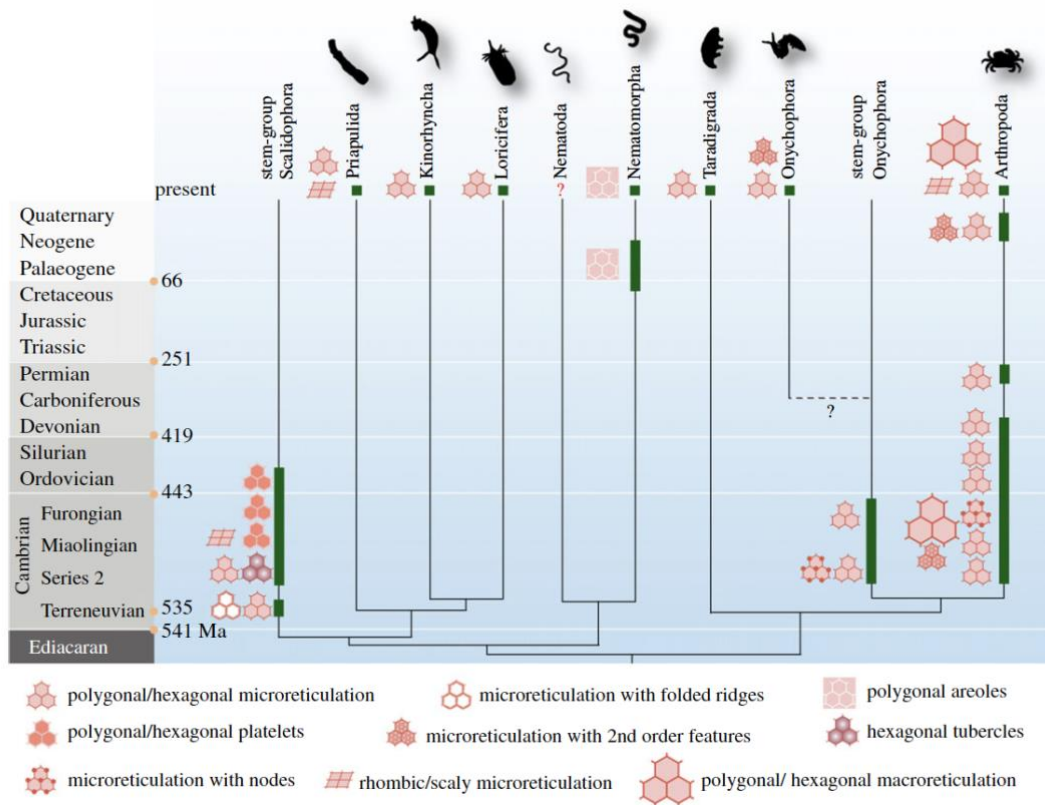 stem-group
Scalidophora
Priapulida
Kinorhyncha
Loricifera
Nematoda
Nematomorpha
Taradigrada
Onychophora
stem-group
Onychophora
Arthropoda
present
?
Quaternary
Neogene
Palaeogene
66
Cretaceous
Jurassic
Triassic
251
Permian
Carboniferous
?
Devonian
419
Silurian
Ordovician
443
Cambrian
Furongian
Miaolingian
Series 2
Terreneuvian
535
541 Ma
Ediacaran
polygonal/hexagonal microreticulation
microreticulation with folded ridges
polygonal areoles
polygonal/hexagonal platelets
microreticulation with 2nd order features
hexagonal tubercles
microreticulation with nodes
rhombic/scaly microreticulation
polygonal/ hexagonal macroreticulation